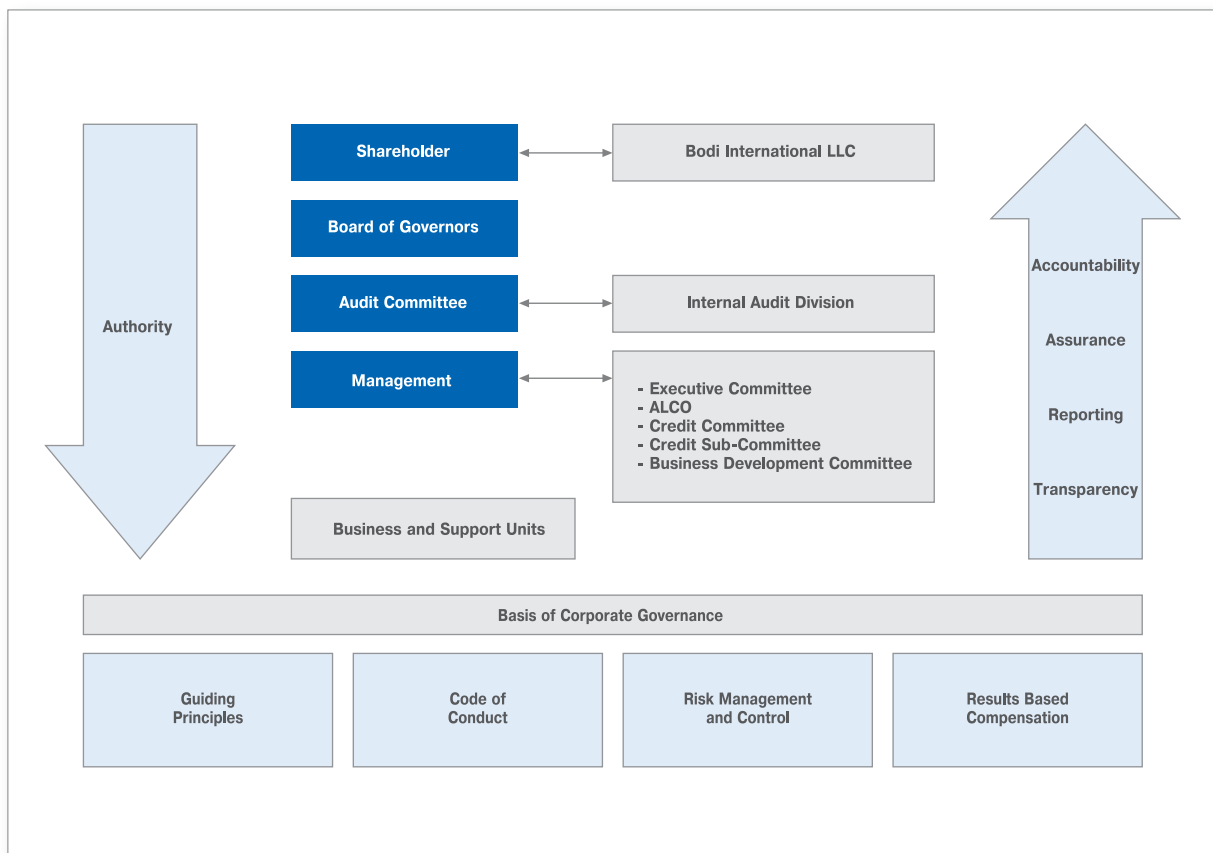 Shareholder
Bodi International LLC
Board of Governors
Audit Committee
Internal Audit Division
Management
- Executive Committee
- ALCO
- Credit Committee
- Credit Sub-Committee
- Business Development Committee
Business and Support Units
Authority
Accountability
Assurance
Reporting
Transparency
Basis of Corporate Governance
Guiding
Principles
Code of
Conduct
Risk Management
and Control
Results Based
Compensation